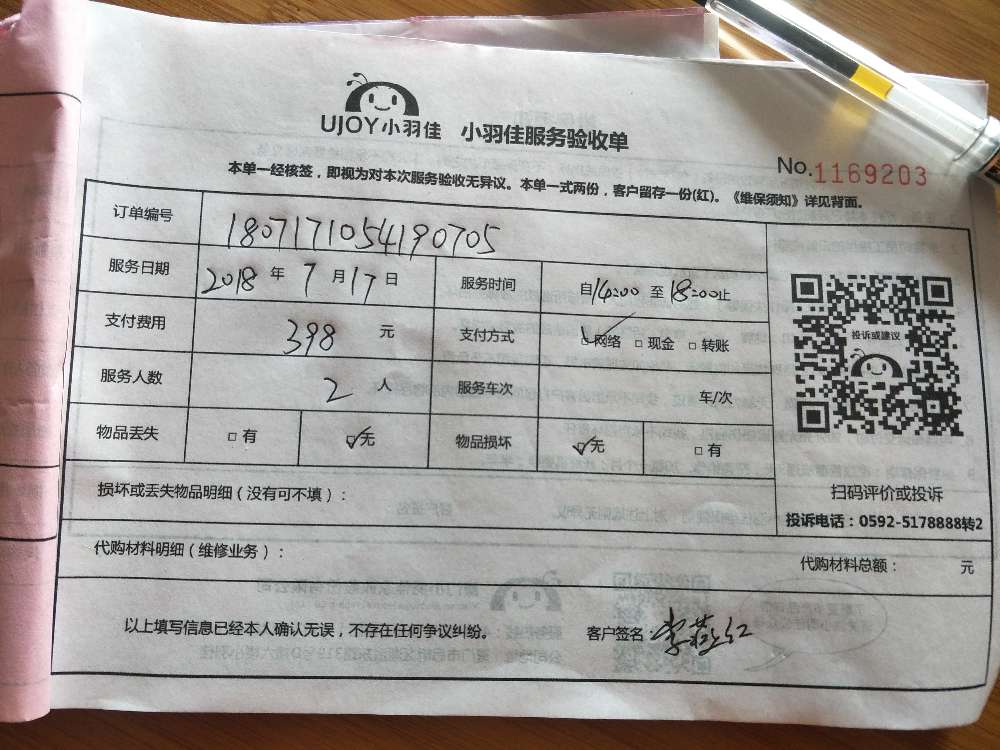 UJOY小羽佳 小羽佳服务验收单
No.1169203
本单一经核签，即视为对本次服务验收无异议。本单一式两份，客户留存一份(红)。《维保须知》详见背面。
订单编号 1807171054190705
服务日期 2018 年 7 月 17 日 服务时间 自14:00 至 18:00止
支付费用 398 元 支付方式 ☑网络 □现金 □转账
服务人数 2 人 服务车次 车/次
物品丢失 □有 ☑无 物品损坏 ☑无 □有
投诉或建议
扫码评价或投诉
投诉电话：0592-5178888转2
损坏或丢失物品明细（没有可不填）：
代购材料明细（维修业务）： 代购材料总额： 元
以上填写信息已经本人确认无误，不存在任何争议纠纷。 客户签名 李燕红